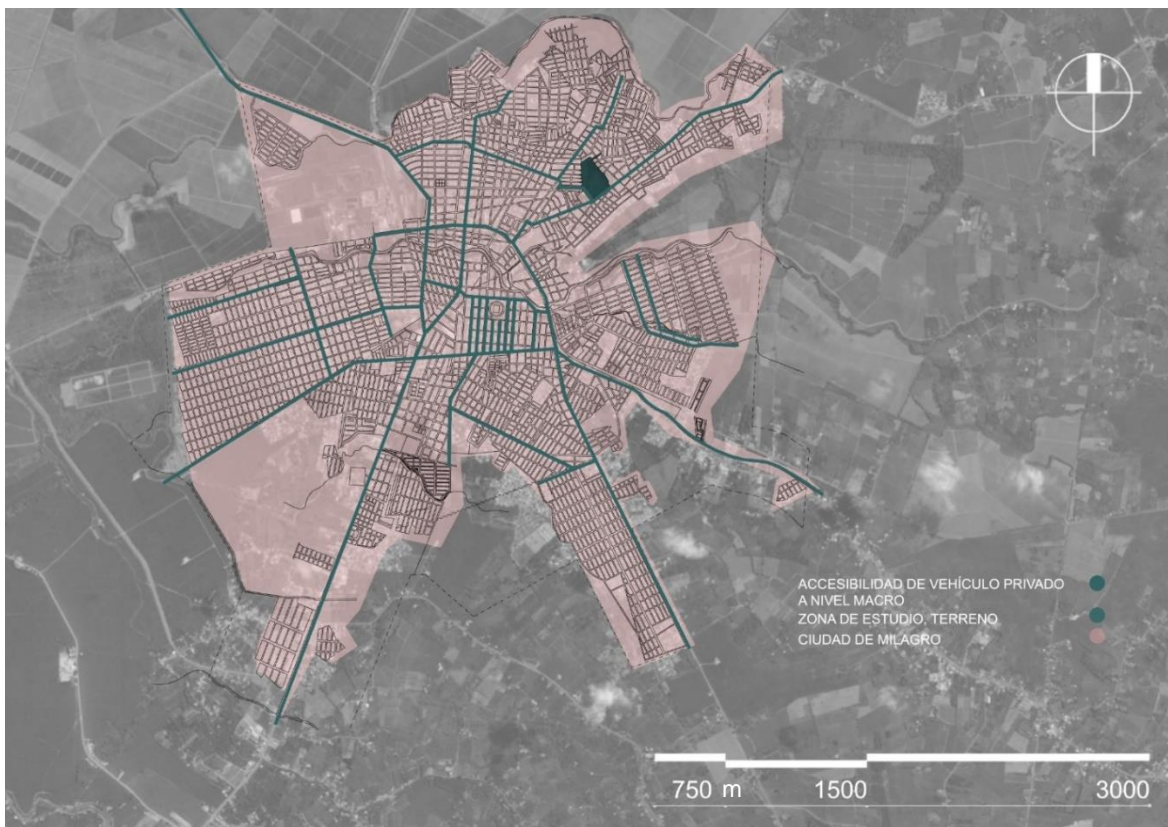 ACCESIBILIDAD DE VEHÍCULO PRIVADO
A NIVEL MACRO
ZONA DE ESTUDIO, TERRENO
CIUDAD DE MILAGRO
750 m 1500 3000